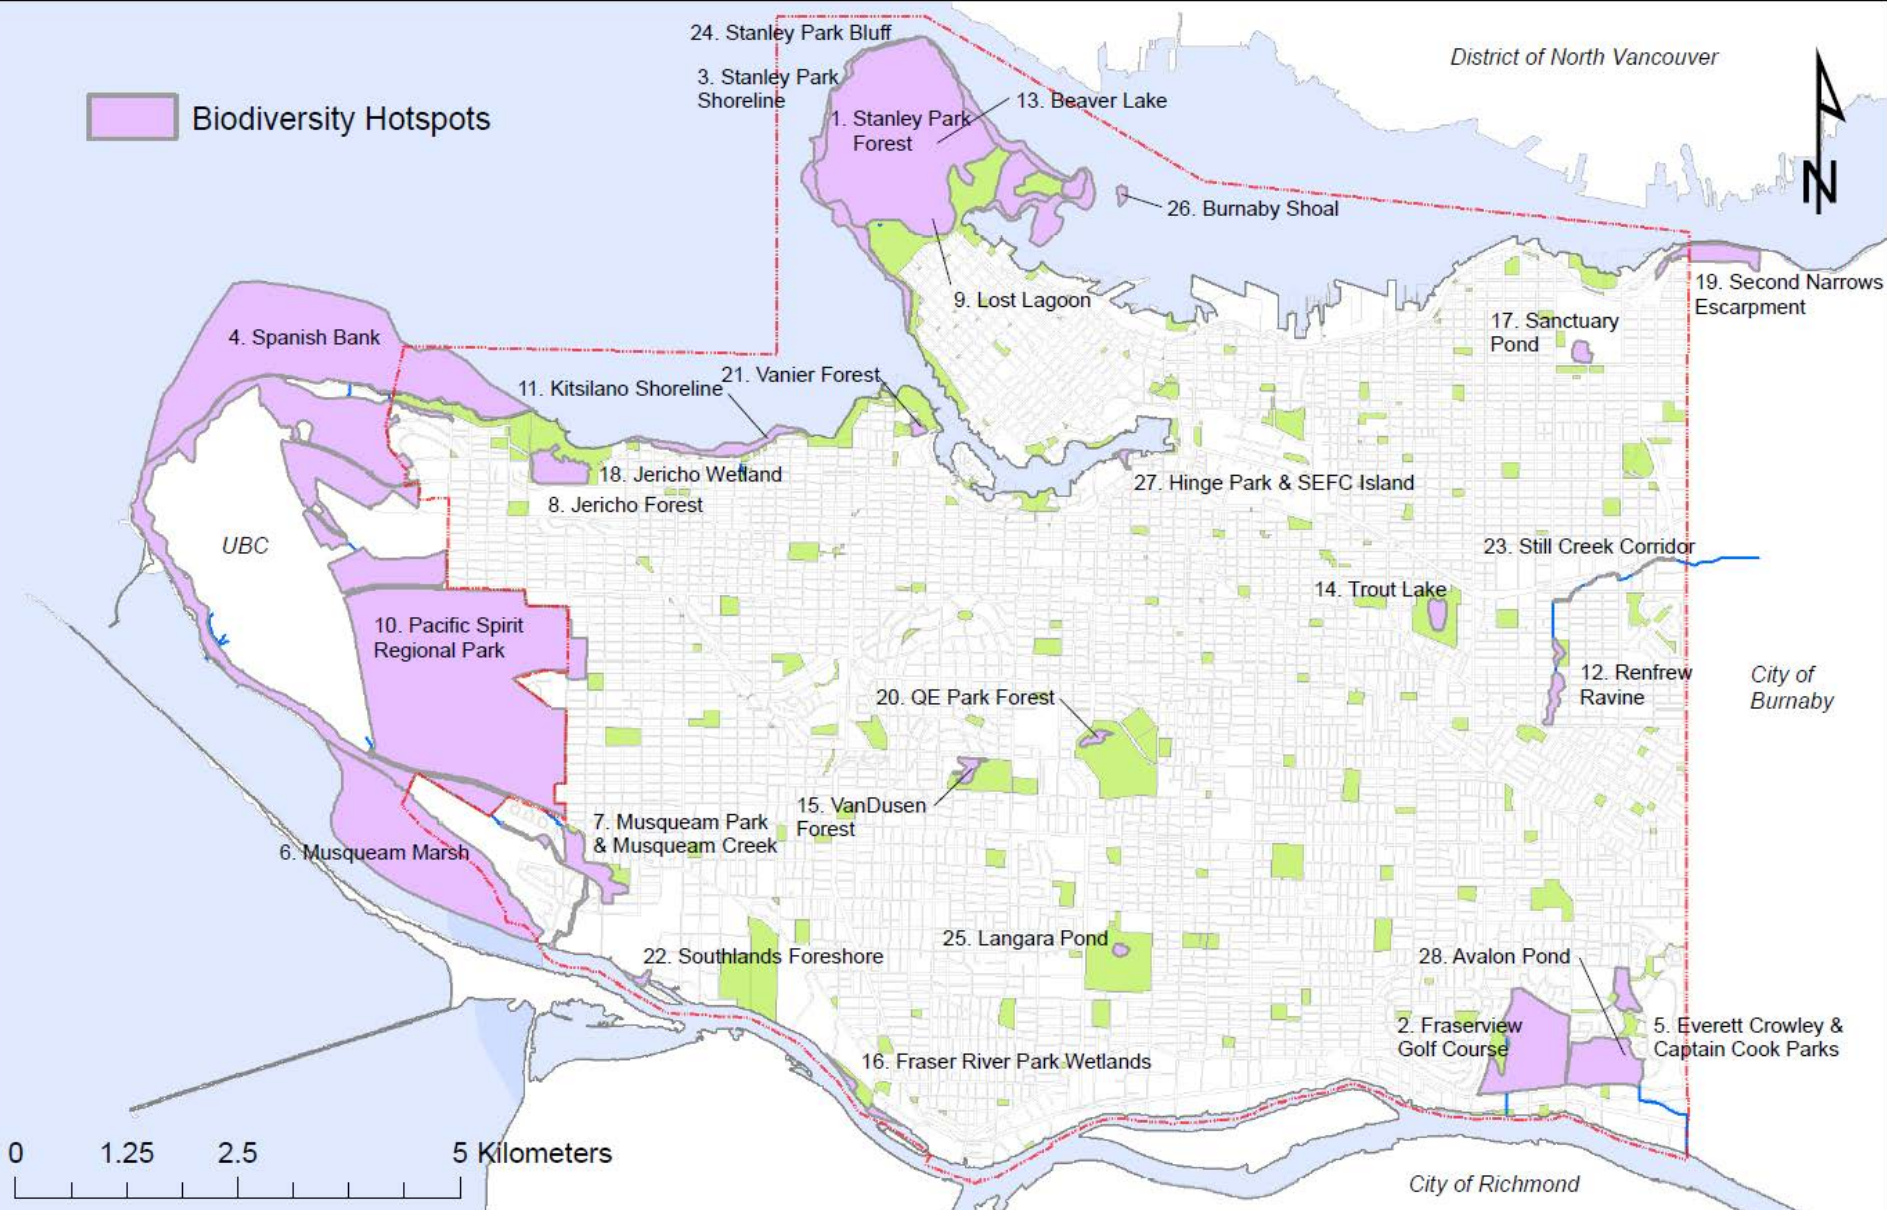 24. Stanley Park Bluff
District of North Vancouver
3. Stanley Park
Shoreline
13. Beaver Lake
Biodiversity Hotspots
1. Stanley Park
Forest
N
26. Burnaby Shoal
9. Lost Lagoon
19. Second Narrows
Escarpment
17. Sanctuary
Pond
4. Spanish Bank
21. Vanier Forest
11. Kitsilano Shoreline
18. Jericho Wetland
27. Hinge Park & SEFC Island
8. Jericho Forest
UBC
23. Still Creek Corridor
14. Trout Lake
10. Pacific Spirit
Regional Park
12. Renfrew
Ravine
City of
Burnaby
20. QE Park Forest
15. VanDusen
Forest
7. Musqueam Park
& Musqueam Creek
6. Musqueam Marsh
25. Langara Pond
22. Southlands Foreshore
28. Avalon Pond
2. Fraserview
Golf Course
5. Everett Crowley &
Captain Cook Parks
16. Fraser River Park Wetlands
0 1.25 2.5 5 Kilometers
City of Richmond